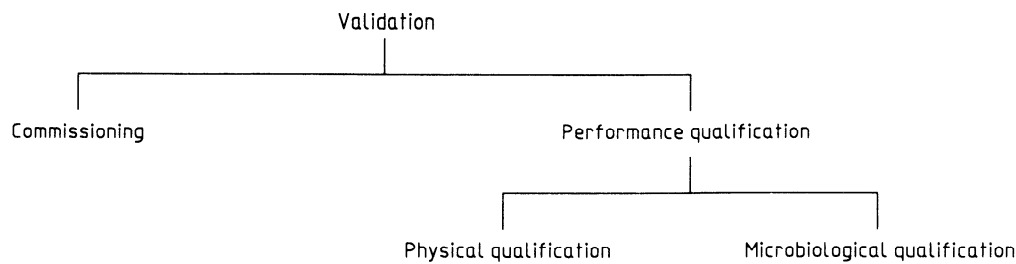 Validation
Commissioning
Performance qualification
Physical qualification
Microbiological qualification